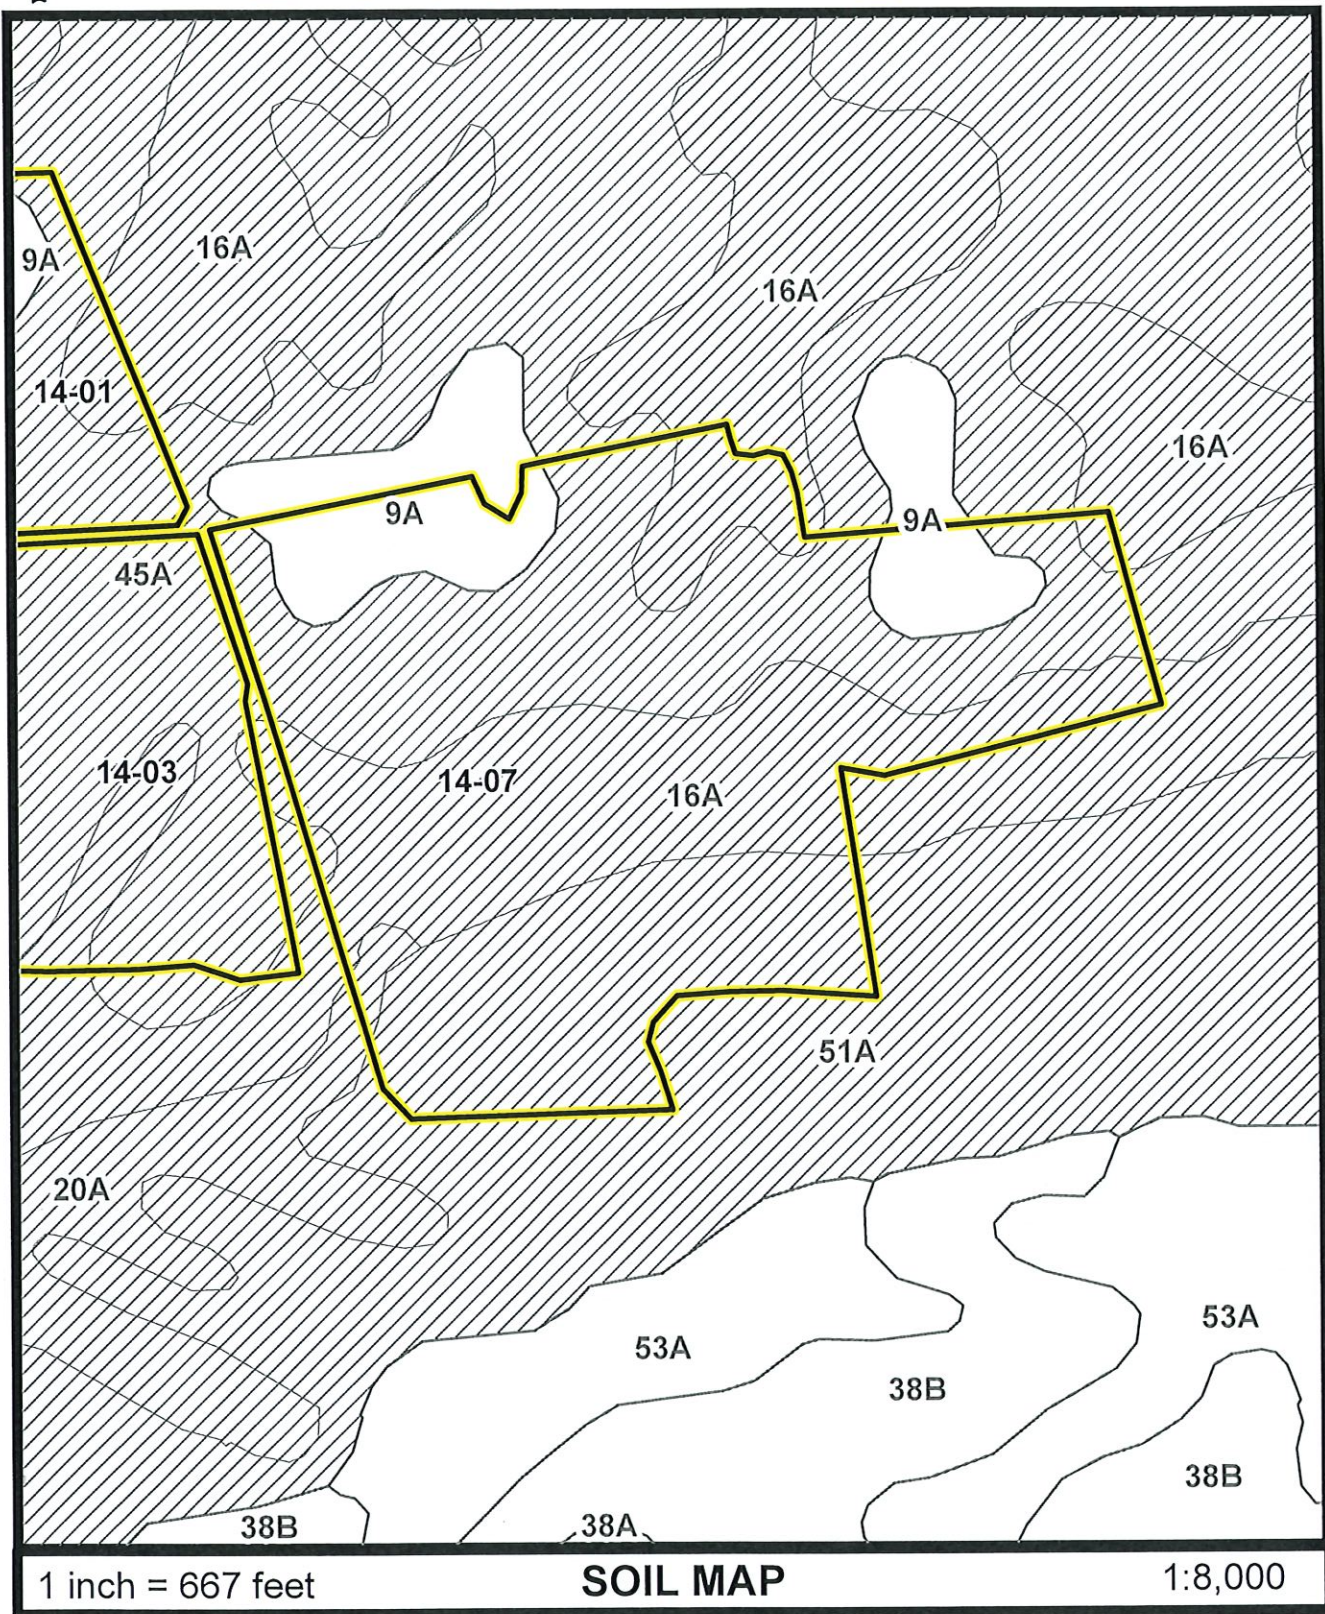 16A
9A
16A
14-01
16A
9A
9A
45A
14-03
14-07
16A
51A
20A
53A
53A
38B
38B
38B
38A
1 inch = 667 feet
SOIL MAP
1:8,000